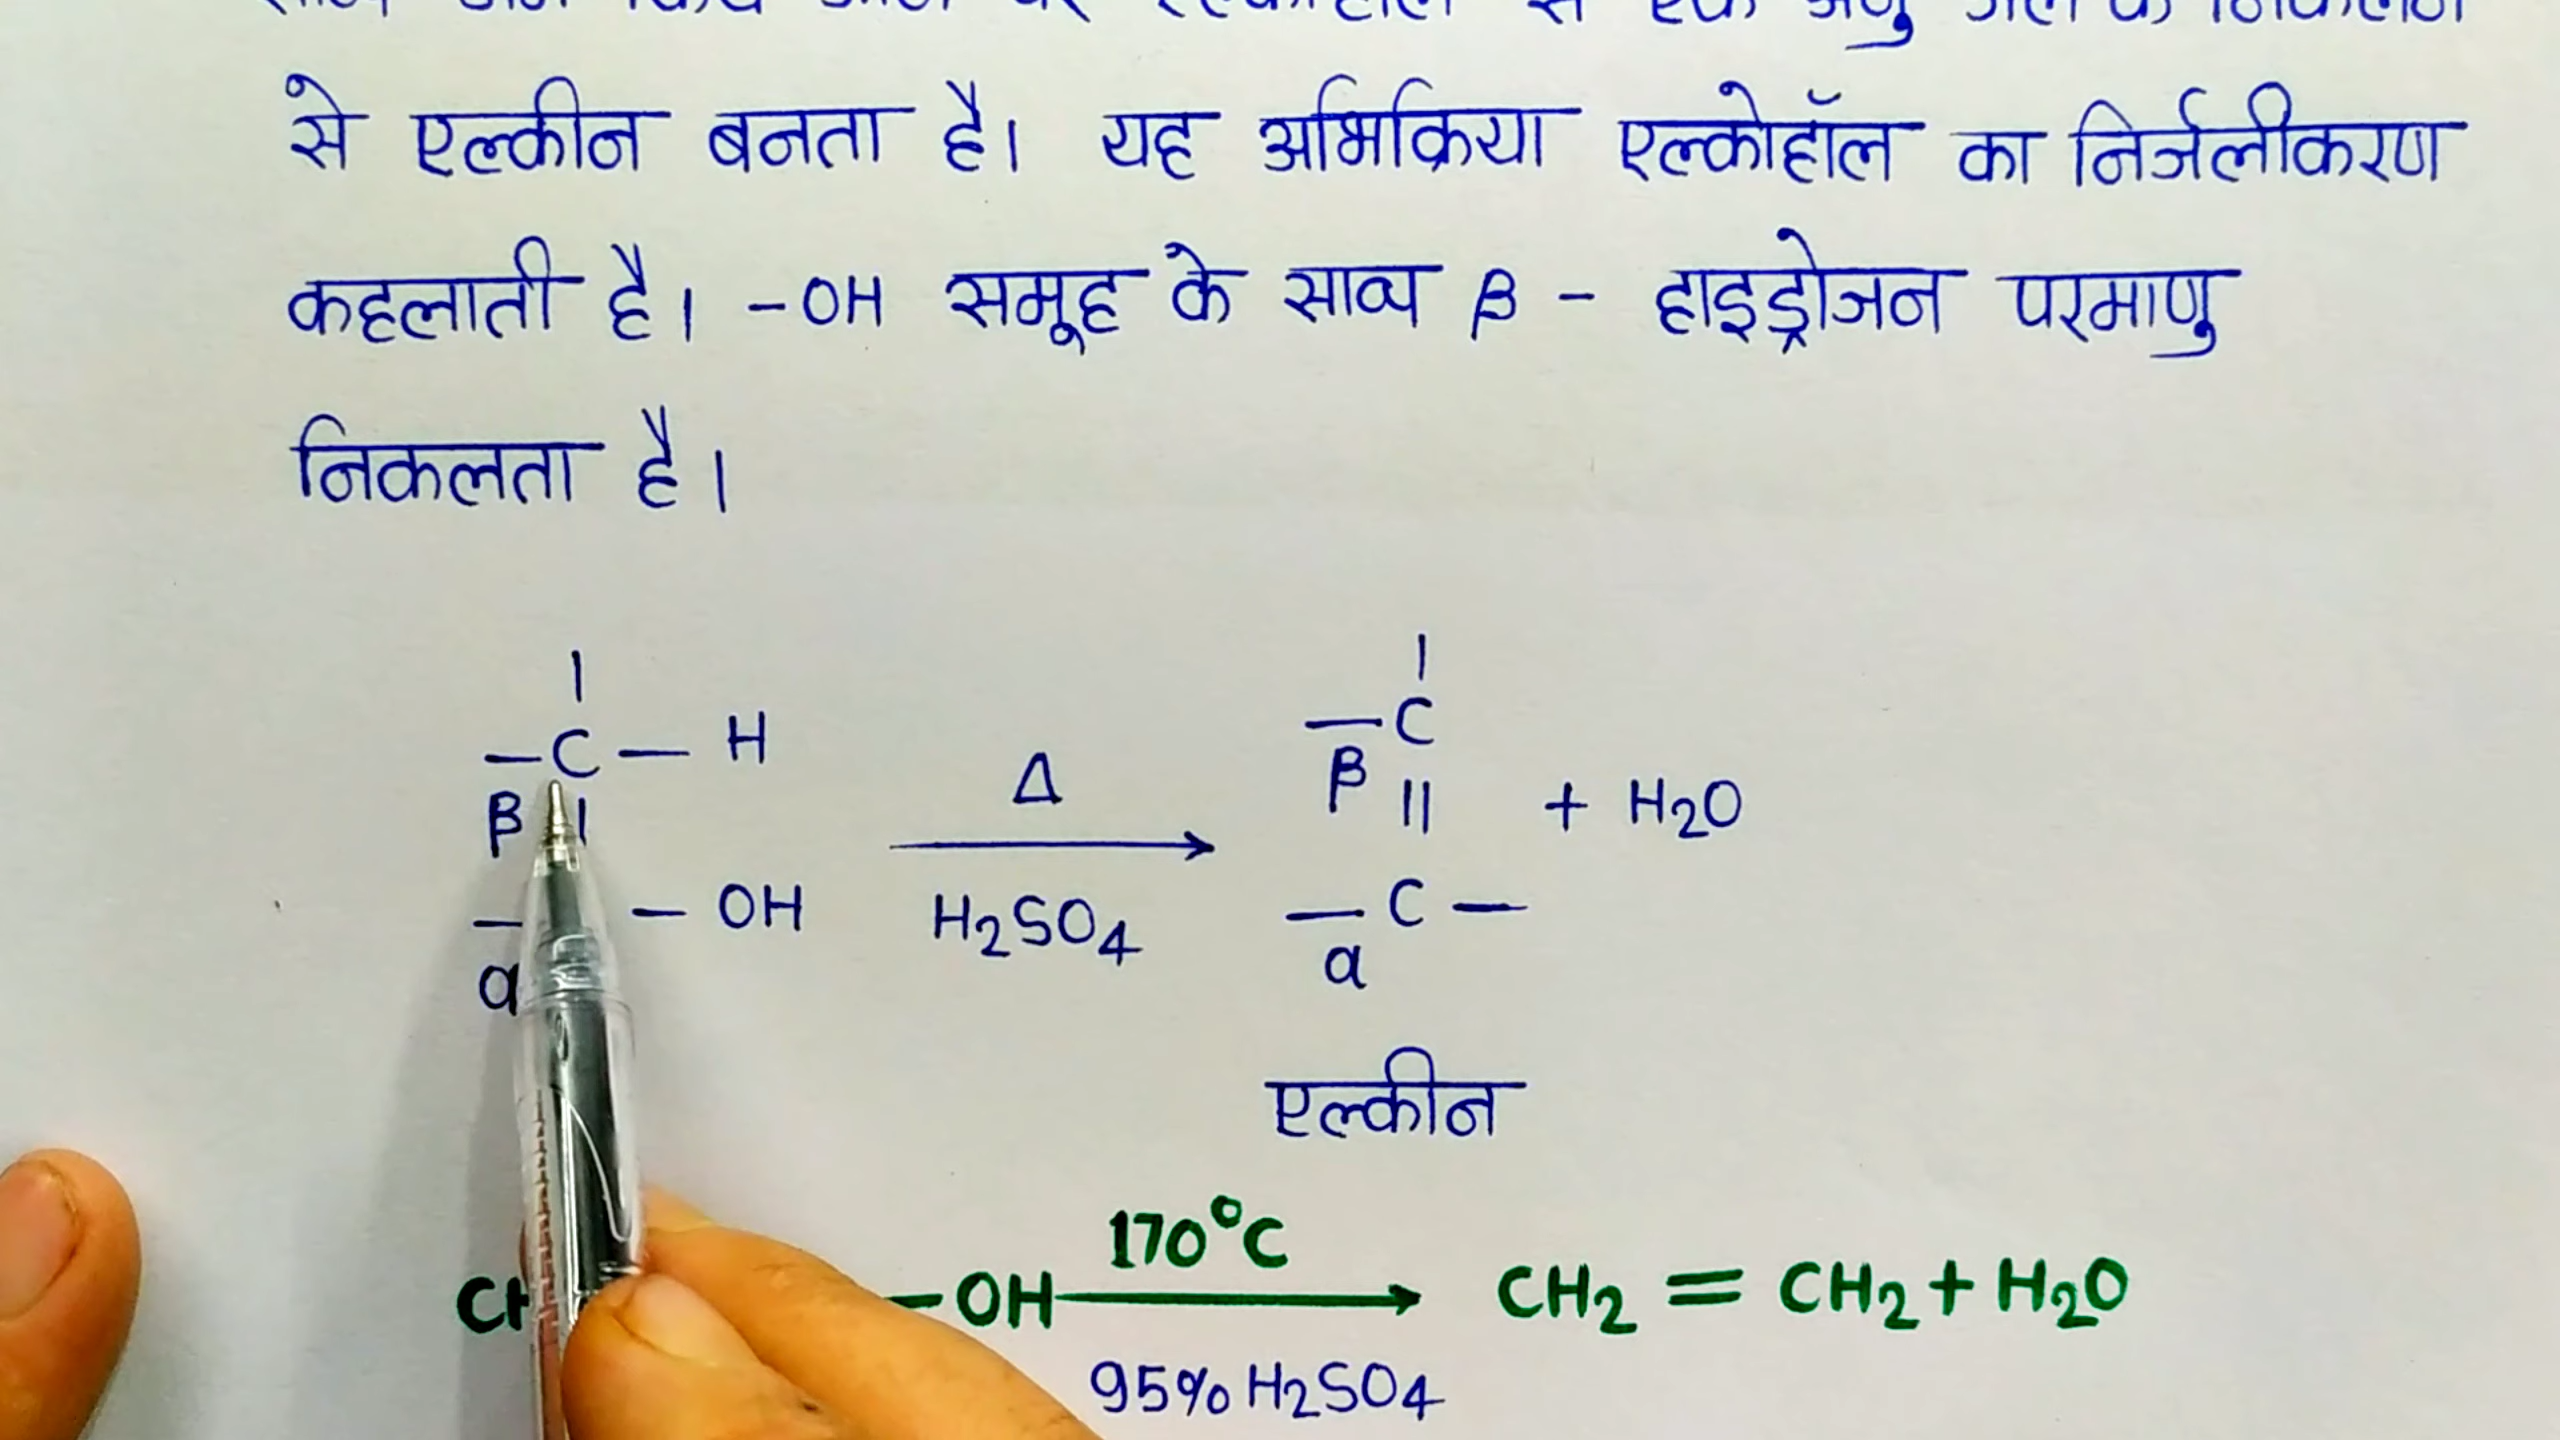 से एल्कीन बनता है। यह अभिक्रिया एल्कोहॉल का निर्जलीकरण
कहलाती है। -OH समूह के साथ β - हाइड्रोजन परमाणु
निकलता है।
|
—C— H
β |
— — OH
α
Δ
H2SO4
|
—C
β ||
— C —
α
+ H2O
एल्कीन
—OH 170°C CH2 = CH2 + H2O
95% H2SO4